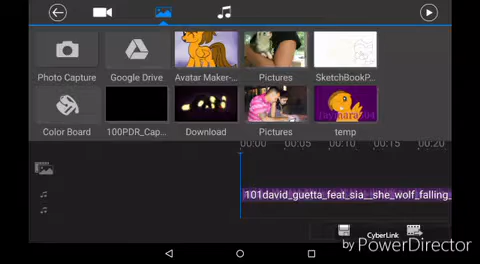 Photo Capture
Google Drive
Avatar Maker-...
Pictures
SketchBookP...
Color Board
100PDR_Cap...
Download
Pictures
temp
00:00 00:05 00:10 00:15 00:20
101david_guetta_feat_sia__she_wolf_falling_
CyberLink
by PowerDirector